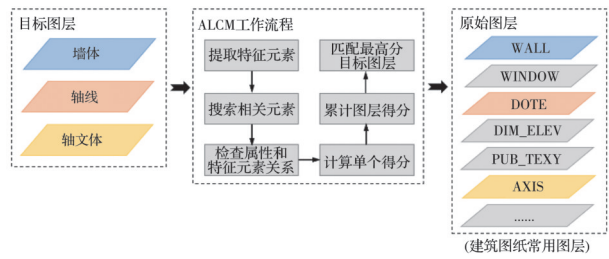 目标图层
墙体
轴线
轴文体
ALCM工作流程
提取特征元素
搜索相关元素
检查属性和
特征元素关系
计算单个得分
累计图层得分
匹配最高分
目标图层
原始图层
WALL
WINDOW
DOTE
DIM_ELEV
PUB_TEXY
AXIS
......
(建筑图纸常用图层)